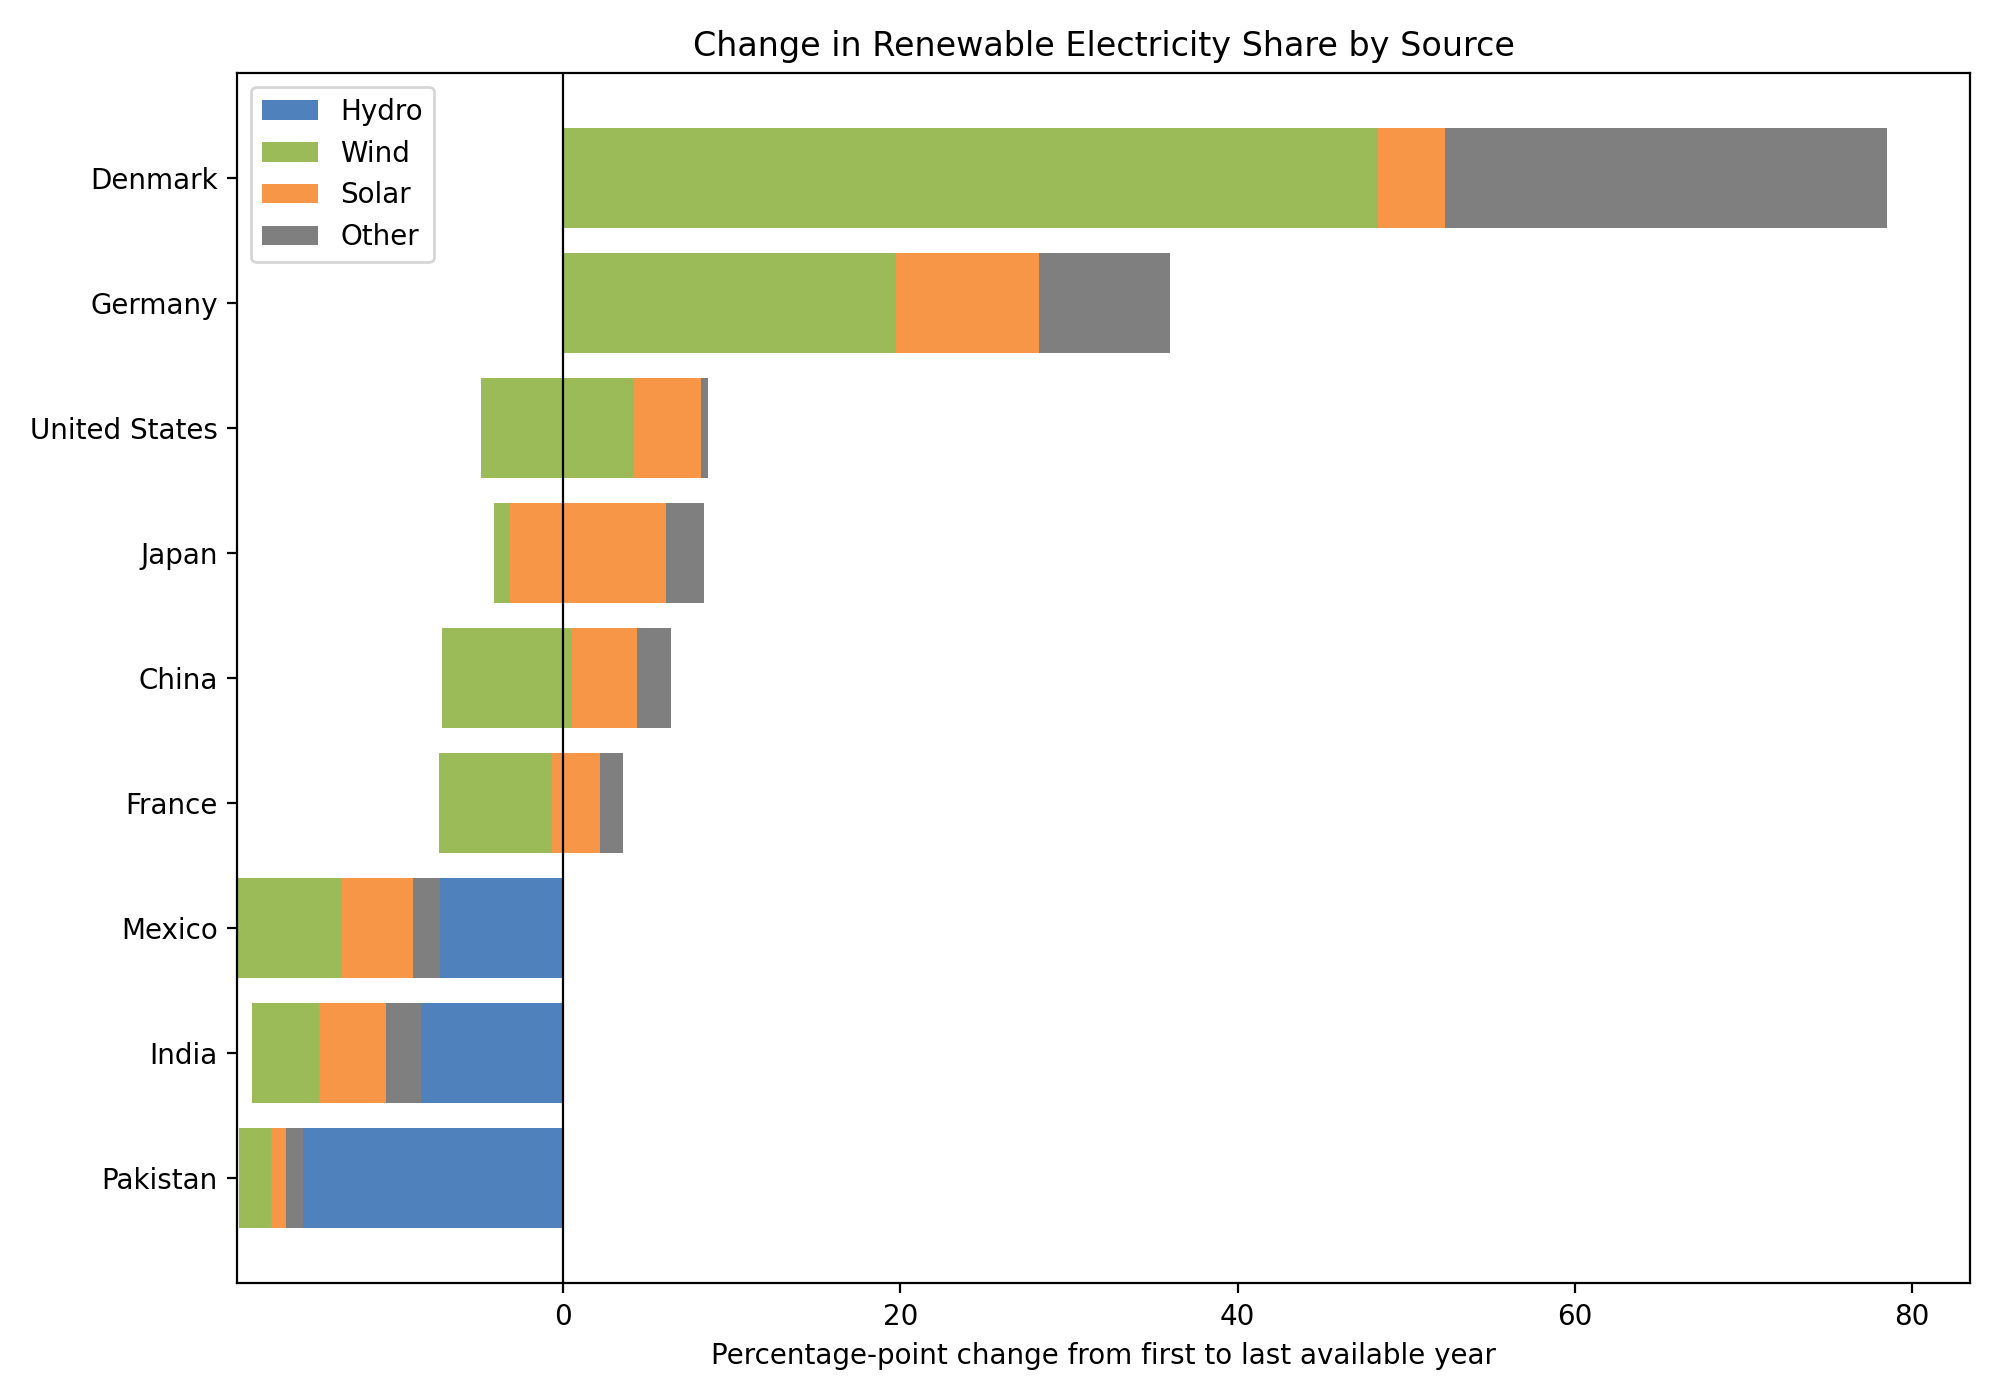 Change in Renewable Electricity Share by Source
Hydro
Wind
Solar
Other
Denmark
Germany
United States
Japan
China
France
Mexico
India
Pakistan
0 20 40 60 80
Percentage-point change from first to last available year